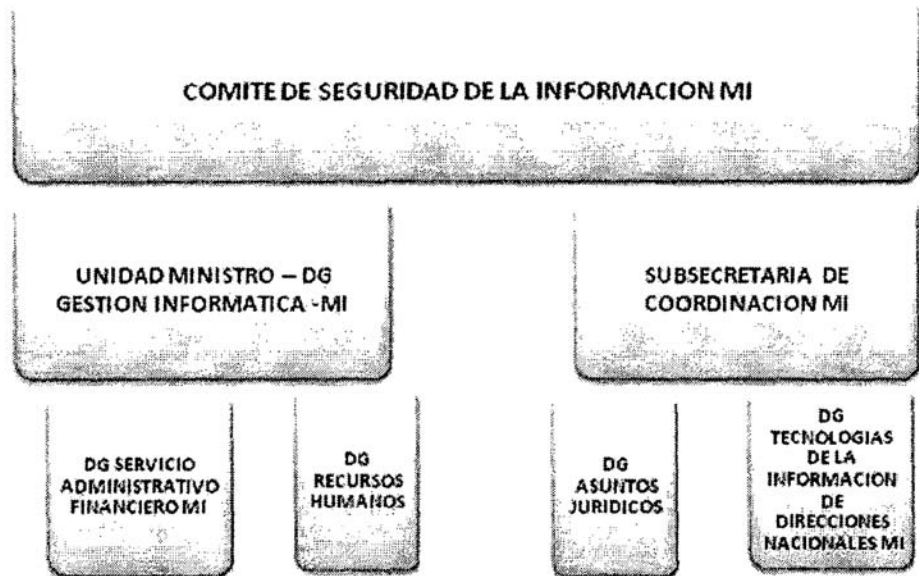 COMITE DE SEGURIDAD DE LA INFORMACION MI
UNIDAD MINISTRO – DG
GESTION INFORMATICA -MI
SUBSECRETARIA DE
COORDINACION MI
DG SERVICIO
ADMINISTRATIVO
FINANCIERO MI
DG
RECURSOS
HUMANOS
DG
ASUNTOS
JURIDICOS
DG
TECNOLOGIAS
DE LA
INFORMACION
DE
DIRECCIONES
NACIONALES MI